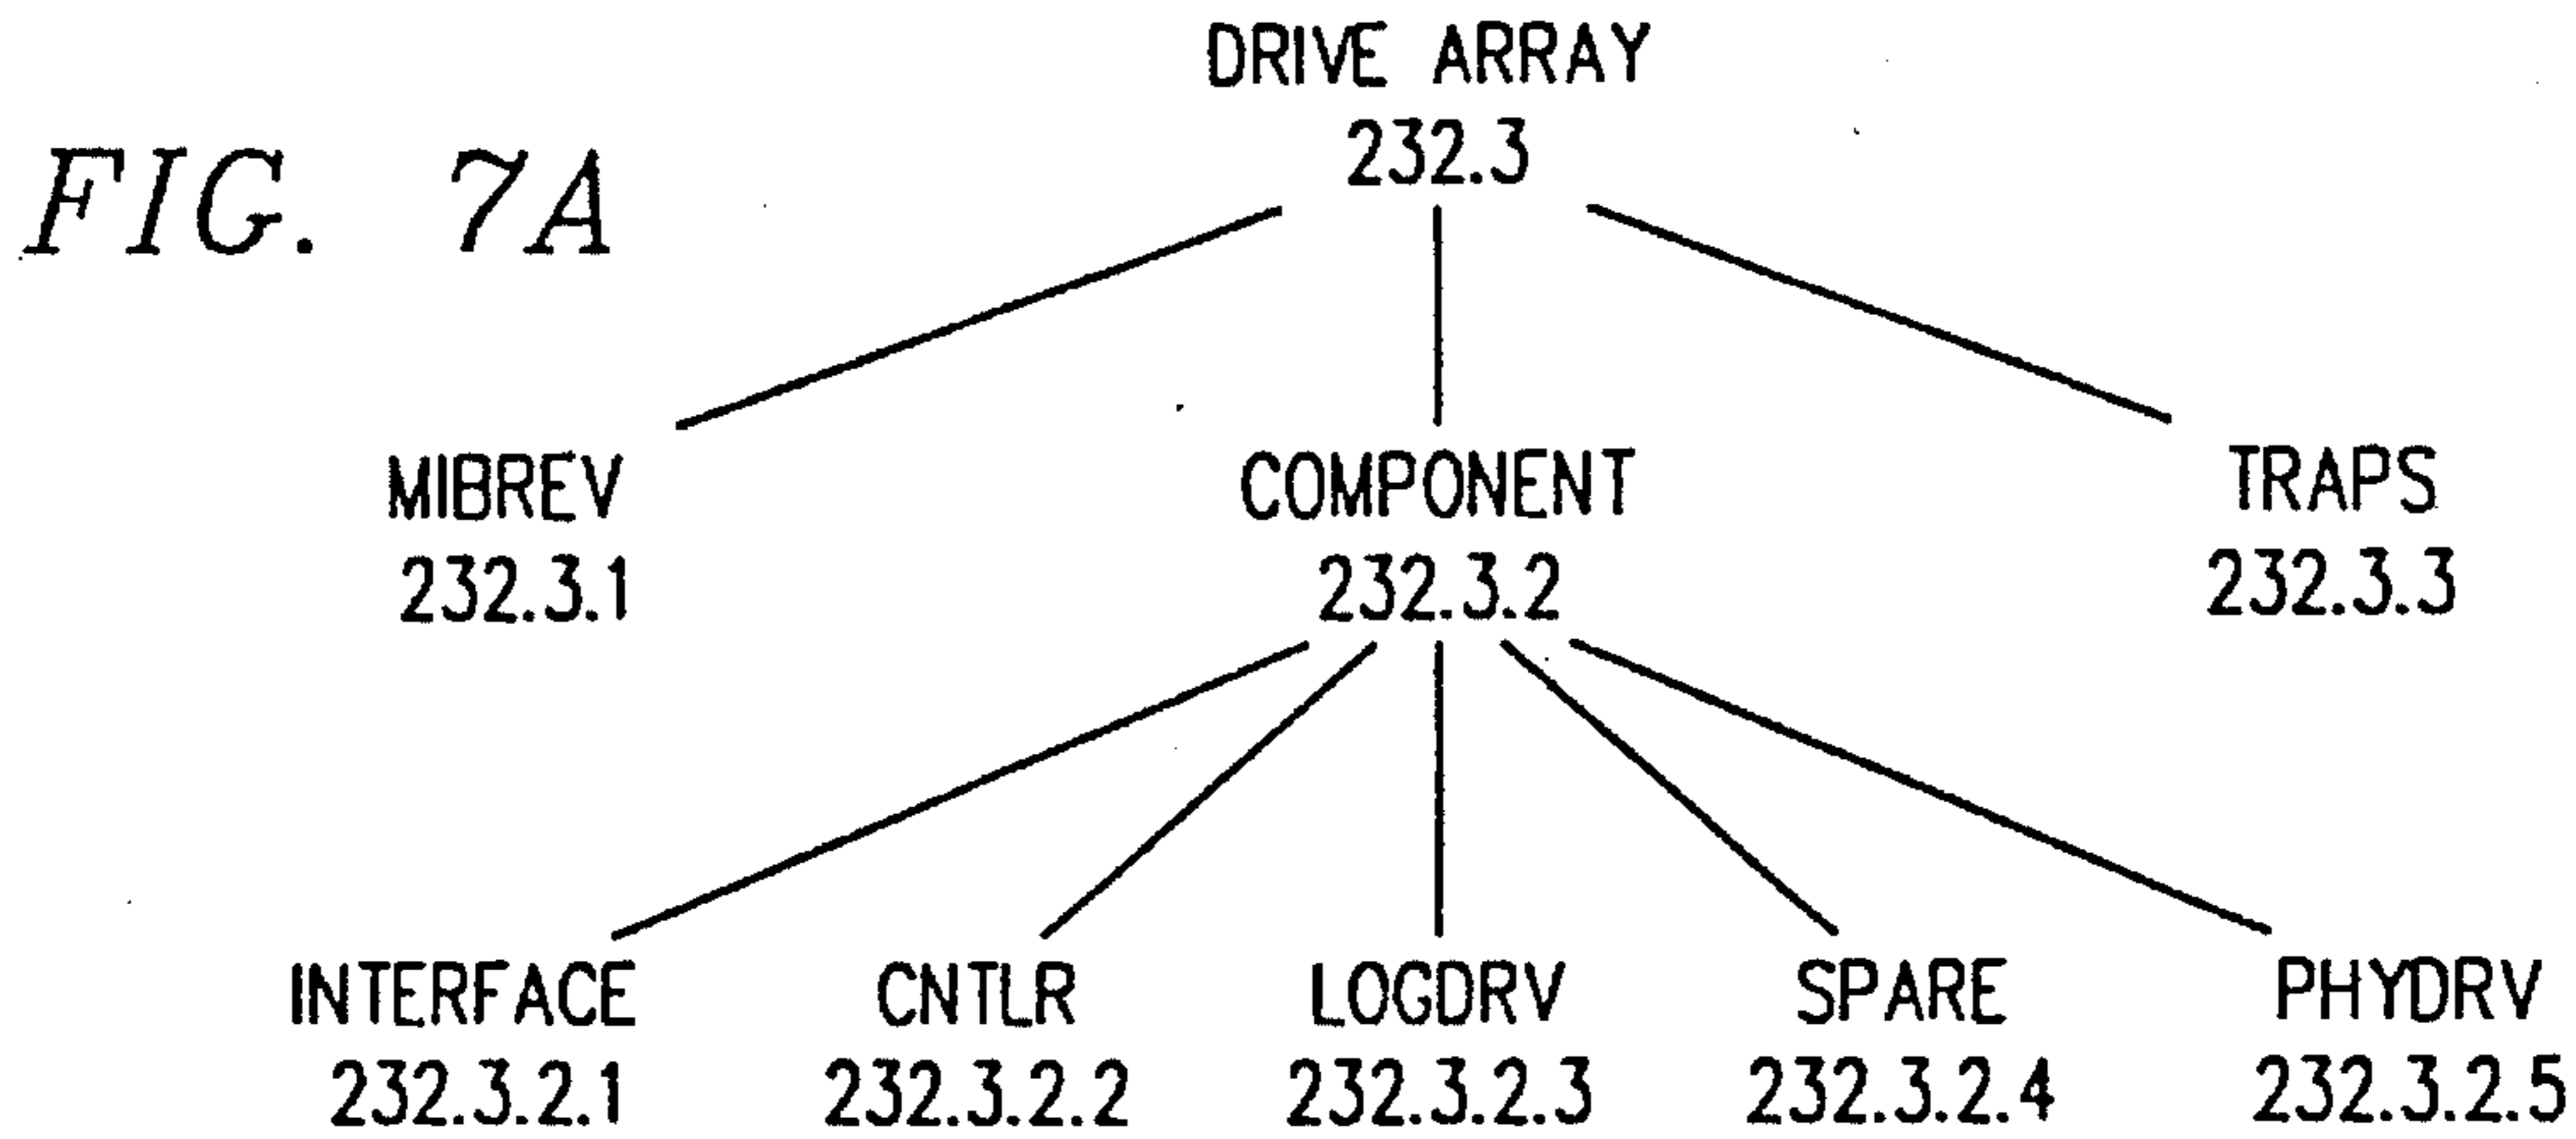 DRIVE ARRAY
232.3
FIG. 7A
MIBREV
232.3.1
COMPONENT
232.3.2
TRAPS
232.3.3
INTERFACE
232.3.2.1
CNTLR
232.3.2.2
LOGDRV
232.3.2.3
SPARE
232.3.2.4
PHYDRV
232.3.2.5